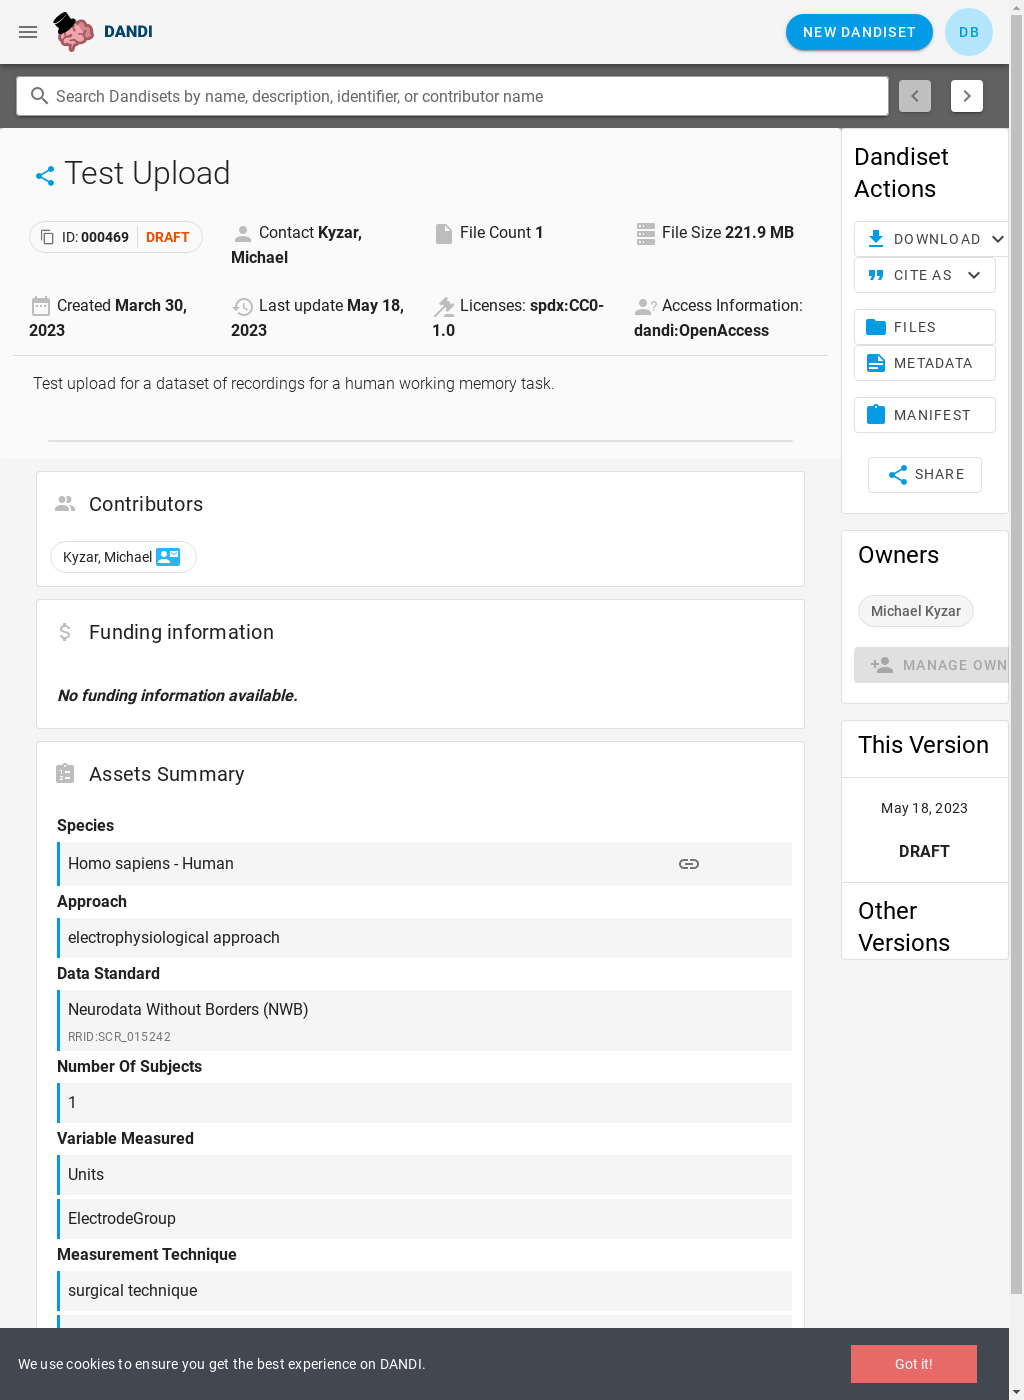 DANDI
NEW DANDISET
DB
Search Dandisets by name, description, identifier, or contributor name
Test Upload
ID: 000469 DRAFT
Contact Kyzar, Michael
File Count 1
File Size 221.9 MB
Created March 30, 2023
Last update May 18, 2023
Licenses: spdx:CC0-1.0
Access Information: dandi:OpenAccess
Test upload for a dataset of recordings for a human working memory task.
Contributors
Kyzar, Michael
Funding information
No funding information available.
Assets Summary
Species
Homo sapiens - Human
Approach
electrophysiological approach
Data Standard
Neurodata Without Borders (NWB)
RRID:SCR_015242
Number Of Subjects
1
Variable Measured
Units
ElectrodeGroup
Measurement Technique
surgical technique
Dandiset
Actions
DOWNLOAD
CITE AS
FILES
METADATA
MANIFEST
SHARE
Owners
Michael Kyzar
MANAGE OWN
This Version
May 18, 2023
DRAFT
Other
Versions
We use cookies to ensure you get the best experience on DANDI.
Got it!